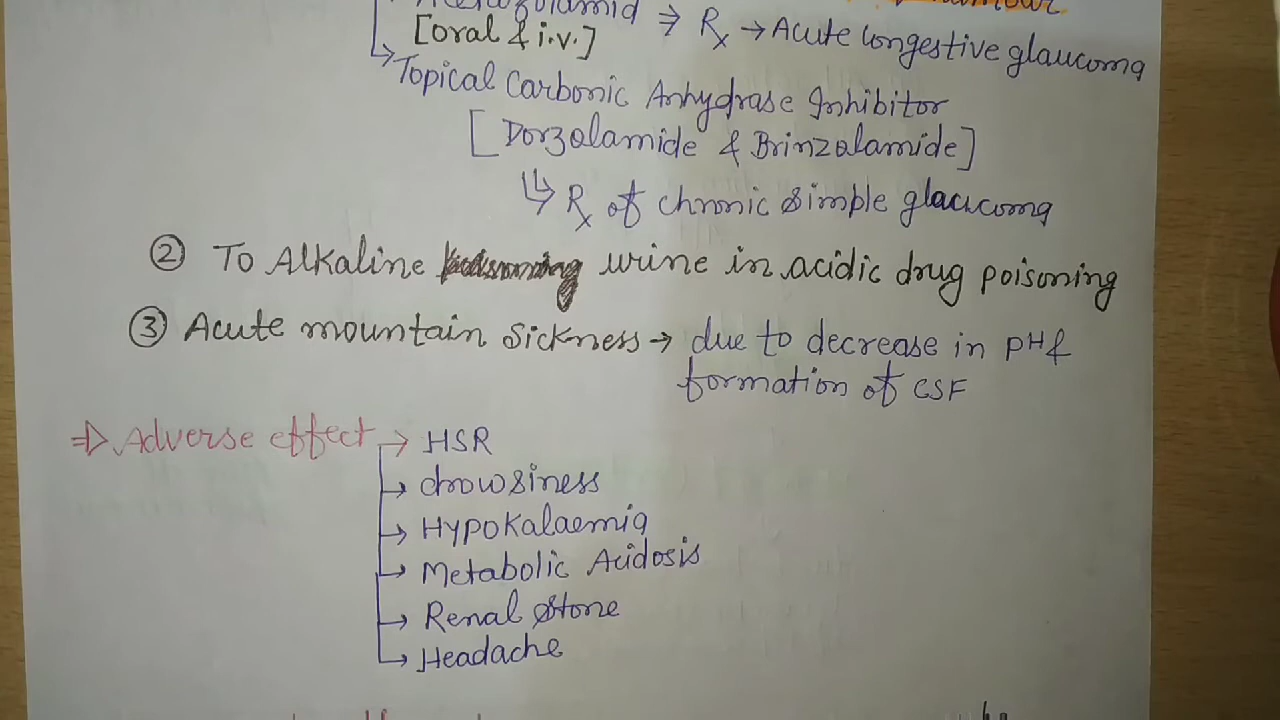 ⇒ Rx → Acute congestive glaucoma
[oral & i.v.]
↳ Topical Carbonic Anhydrase Inhibitor
[Dorzolamide & Brinzolamide]
↳ Rx of chronic simple glaucoma
② To Alkaline urine in acidic drug poisoning
③ Acute mountain sickness → due to decrease in pH &
formation of CSF
⇒ Adverse effect → HSR
→ drowsiness
→ Hypokalaemia
→ Metabolic Acidosis
→ Renal stone
→ Headache